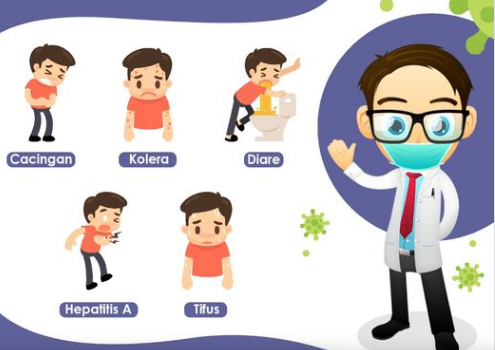 Cacingan
Kolera
Diare
Hepatitis A
Tifus